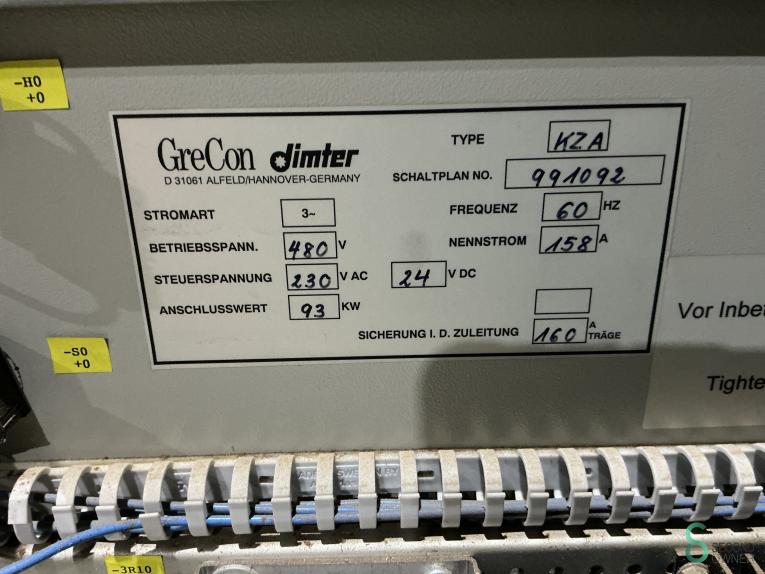 -H0
+0
GreCon dimter
D 31061 ALFELD/HANNOVER-GERMANY
TYPE KZA
SCHALTPLAN NO. 991092
STROMART 3~
FREQUENZ 60 HZ
BETRIEBSSPANN. 480 V
NENNSTROM 158 A
STEUERSPANNUNG 230 V AC 24 V DC
ANSCHLUSSWERT 93 KW
SICHERUNG I. D. ZULEITUNG 160 A TRÄGE
Vor Inbet
Tighte
-S0
+0
-3R10